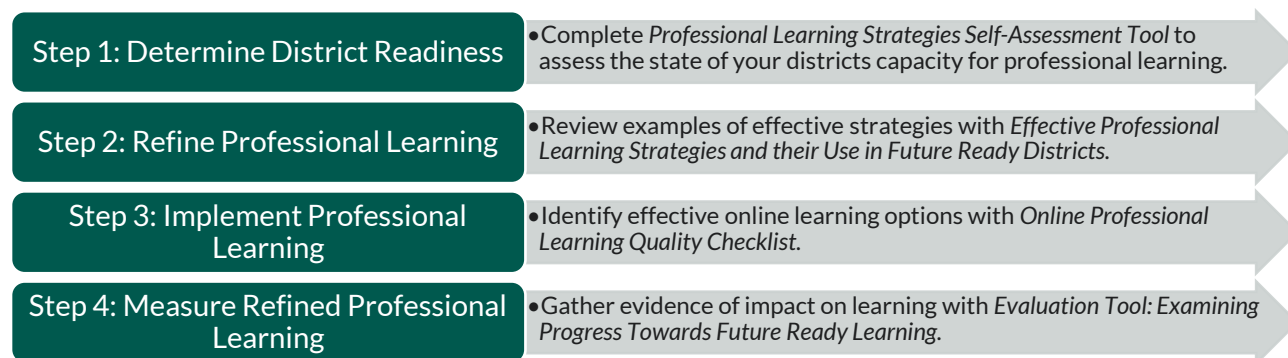 Step 1: Determine District Readiness
•Complete Professional Learning Strategies Self-Assessment Tool to
assess the state of your districts capacity for professional learning.
Step 2: Refine Professional Learning
•Review examples of effective strategies with Effective Professional
Learning Strategies and their Use in Future Ready Districts.
Step 3: Implement Professional
Learning
•Identify effective online learning options with Online Professional
Learning Quality Checklist.
Step 4: Measure Refined Professional
Learning
•Gather evidence of impact on learning with Evaluation Tool: Examining
Progress Towards Future Ready Learning.